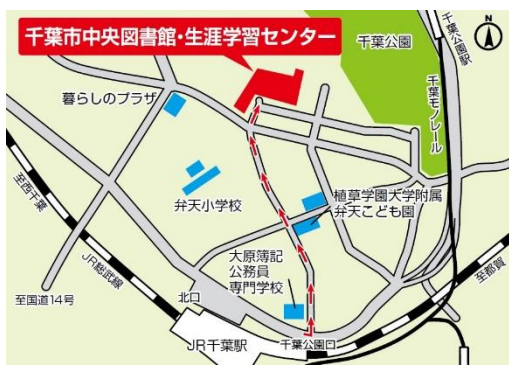 千葉市中央図書館・生涯学習センター
N
千葉公園
千葉公園駅
千葉モノレール
暮らしのプラザ
至西千葉
弁天小学校
植草学園大学附属
弁天こども園
大原簿記
公務員
専門学校
JR総武線
至国道14号
北口
至都賀
JR千葉駅
千葉公園口